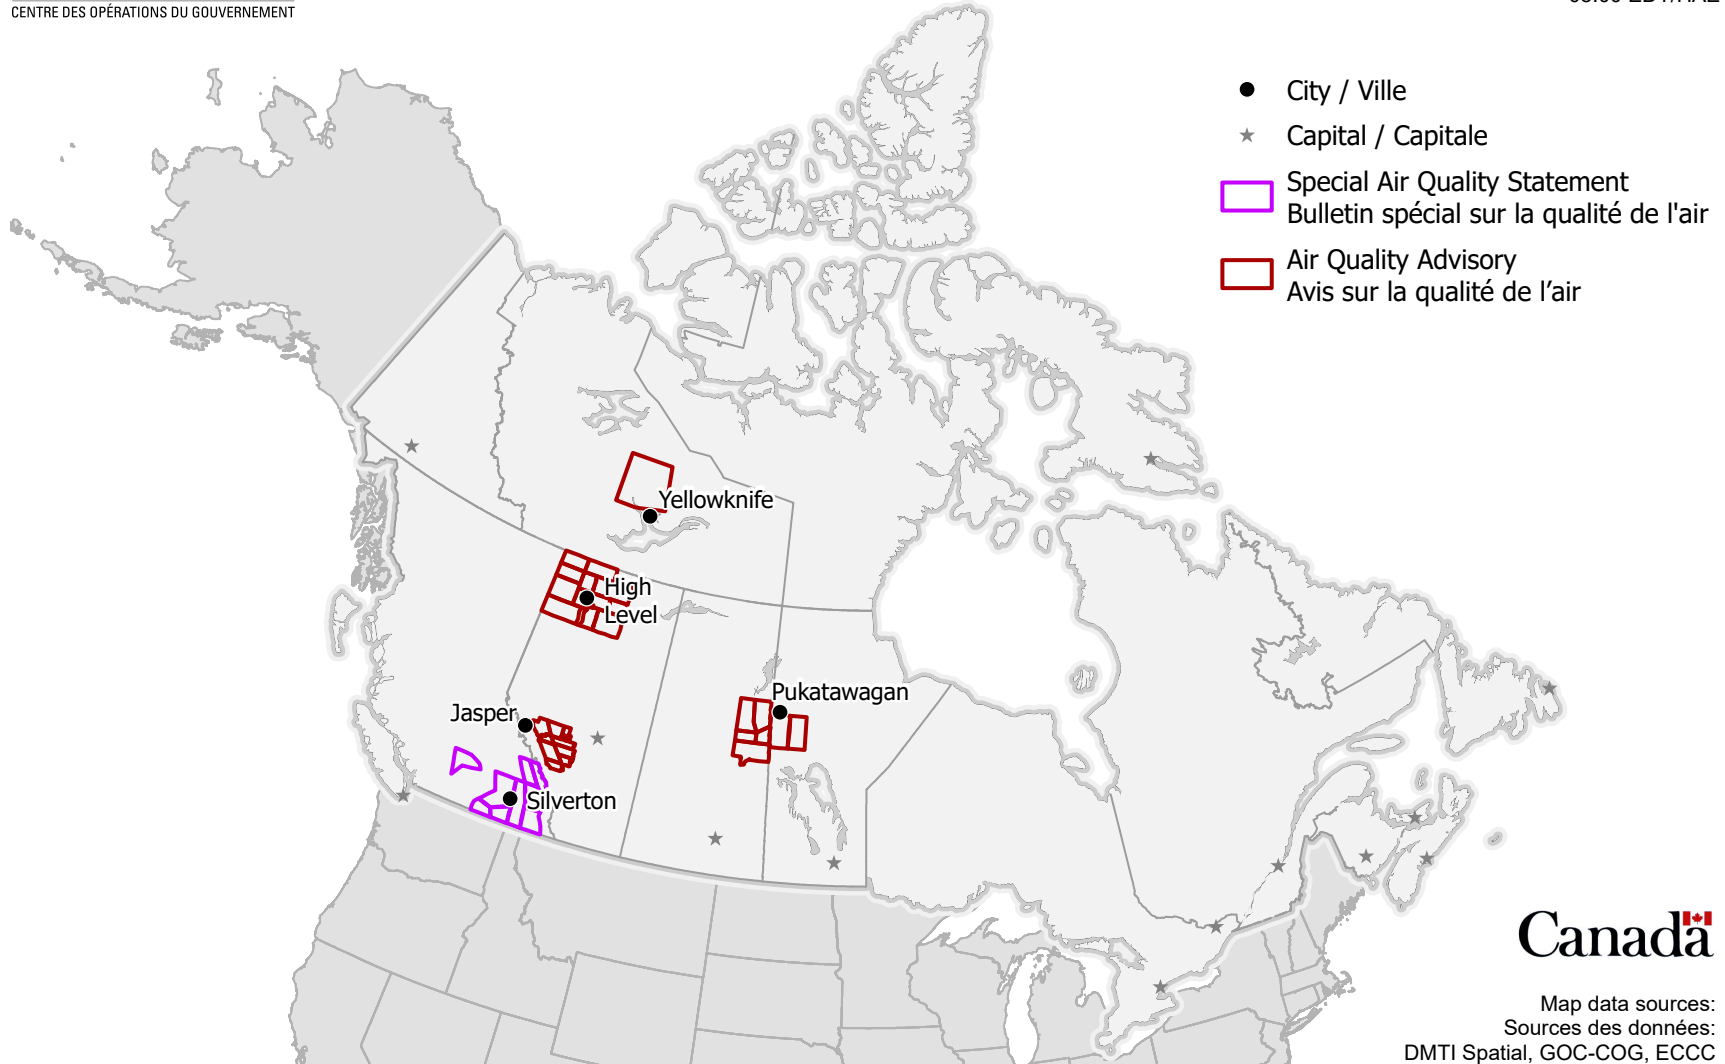 CENTRE DES OPÉRATIONS DU GOUVERNEMENT
City / Ville
Capital / Capitale
Special Air Quality Statement
Bulletin spécial sur la qualité de l'air
Air Quality Advisory
Avis sur la qualité de l’air
Yellowknife
High
Level
Pukatawagan
Jasper
Silverton
Canada
Map data sources:
Sources des données:
DMTI Spatial, GOC-COG, ECCC